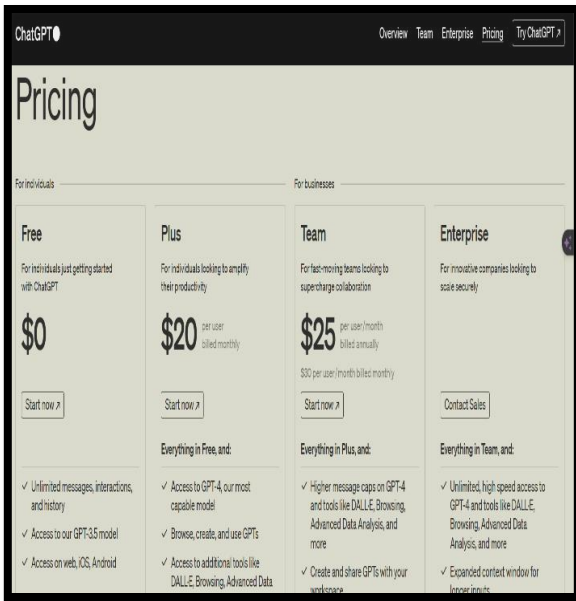 ChatGPT
Overview Team Enterprise Pricing Try ChatGPT ↗
Pricing
For individuals
For businesses
Free
For individuals just getting started
with ChatGPT
$0
Start now ↗
✓ Unlimited messages, interactions,
and history
✓ Access to our GPT-3.5 model
✓ Access on web, iOS, Android
Plus
For individuals looking to amplify
their productivity
$20 per user
billed monthly
Start now ↗
Everything in Free, and:
✓ Access to GPT-4, our most
capable model
✓ Browse, create, and use GPTs
✓ Access to additional tools like
DALL·E, Browsing, Advanced Data
Team
For fast-moving teams looking to
supercharge collaboration
$25 per user/month
billed annually
$30 per user/month billed monthly
Start now ↗
Everything in Plus, and:
✓ Higher message caps on GPT-4
and tools like DALL·E, Browsing,
Advanced Data Analysis, and
more
✓ Create and share GPTs with your
workspace
Enterprise
For innovative companies looking to
scale securely
Contact Sales
Everything in Team, and:
✓ Unlimited, high speed access to
GPT-4 and tools like DALL·E,
Browsing, Advanced Data
Analysis, and more
✓ Expanded context window for
longer inputs